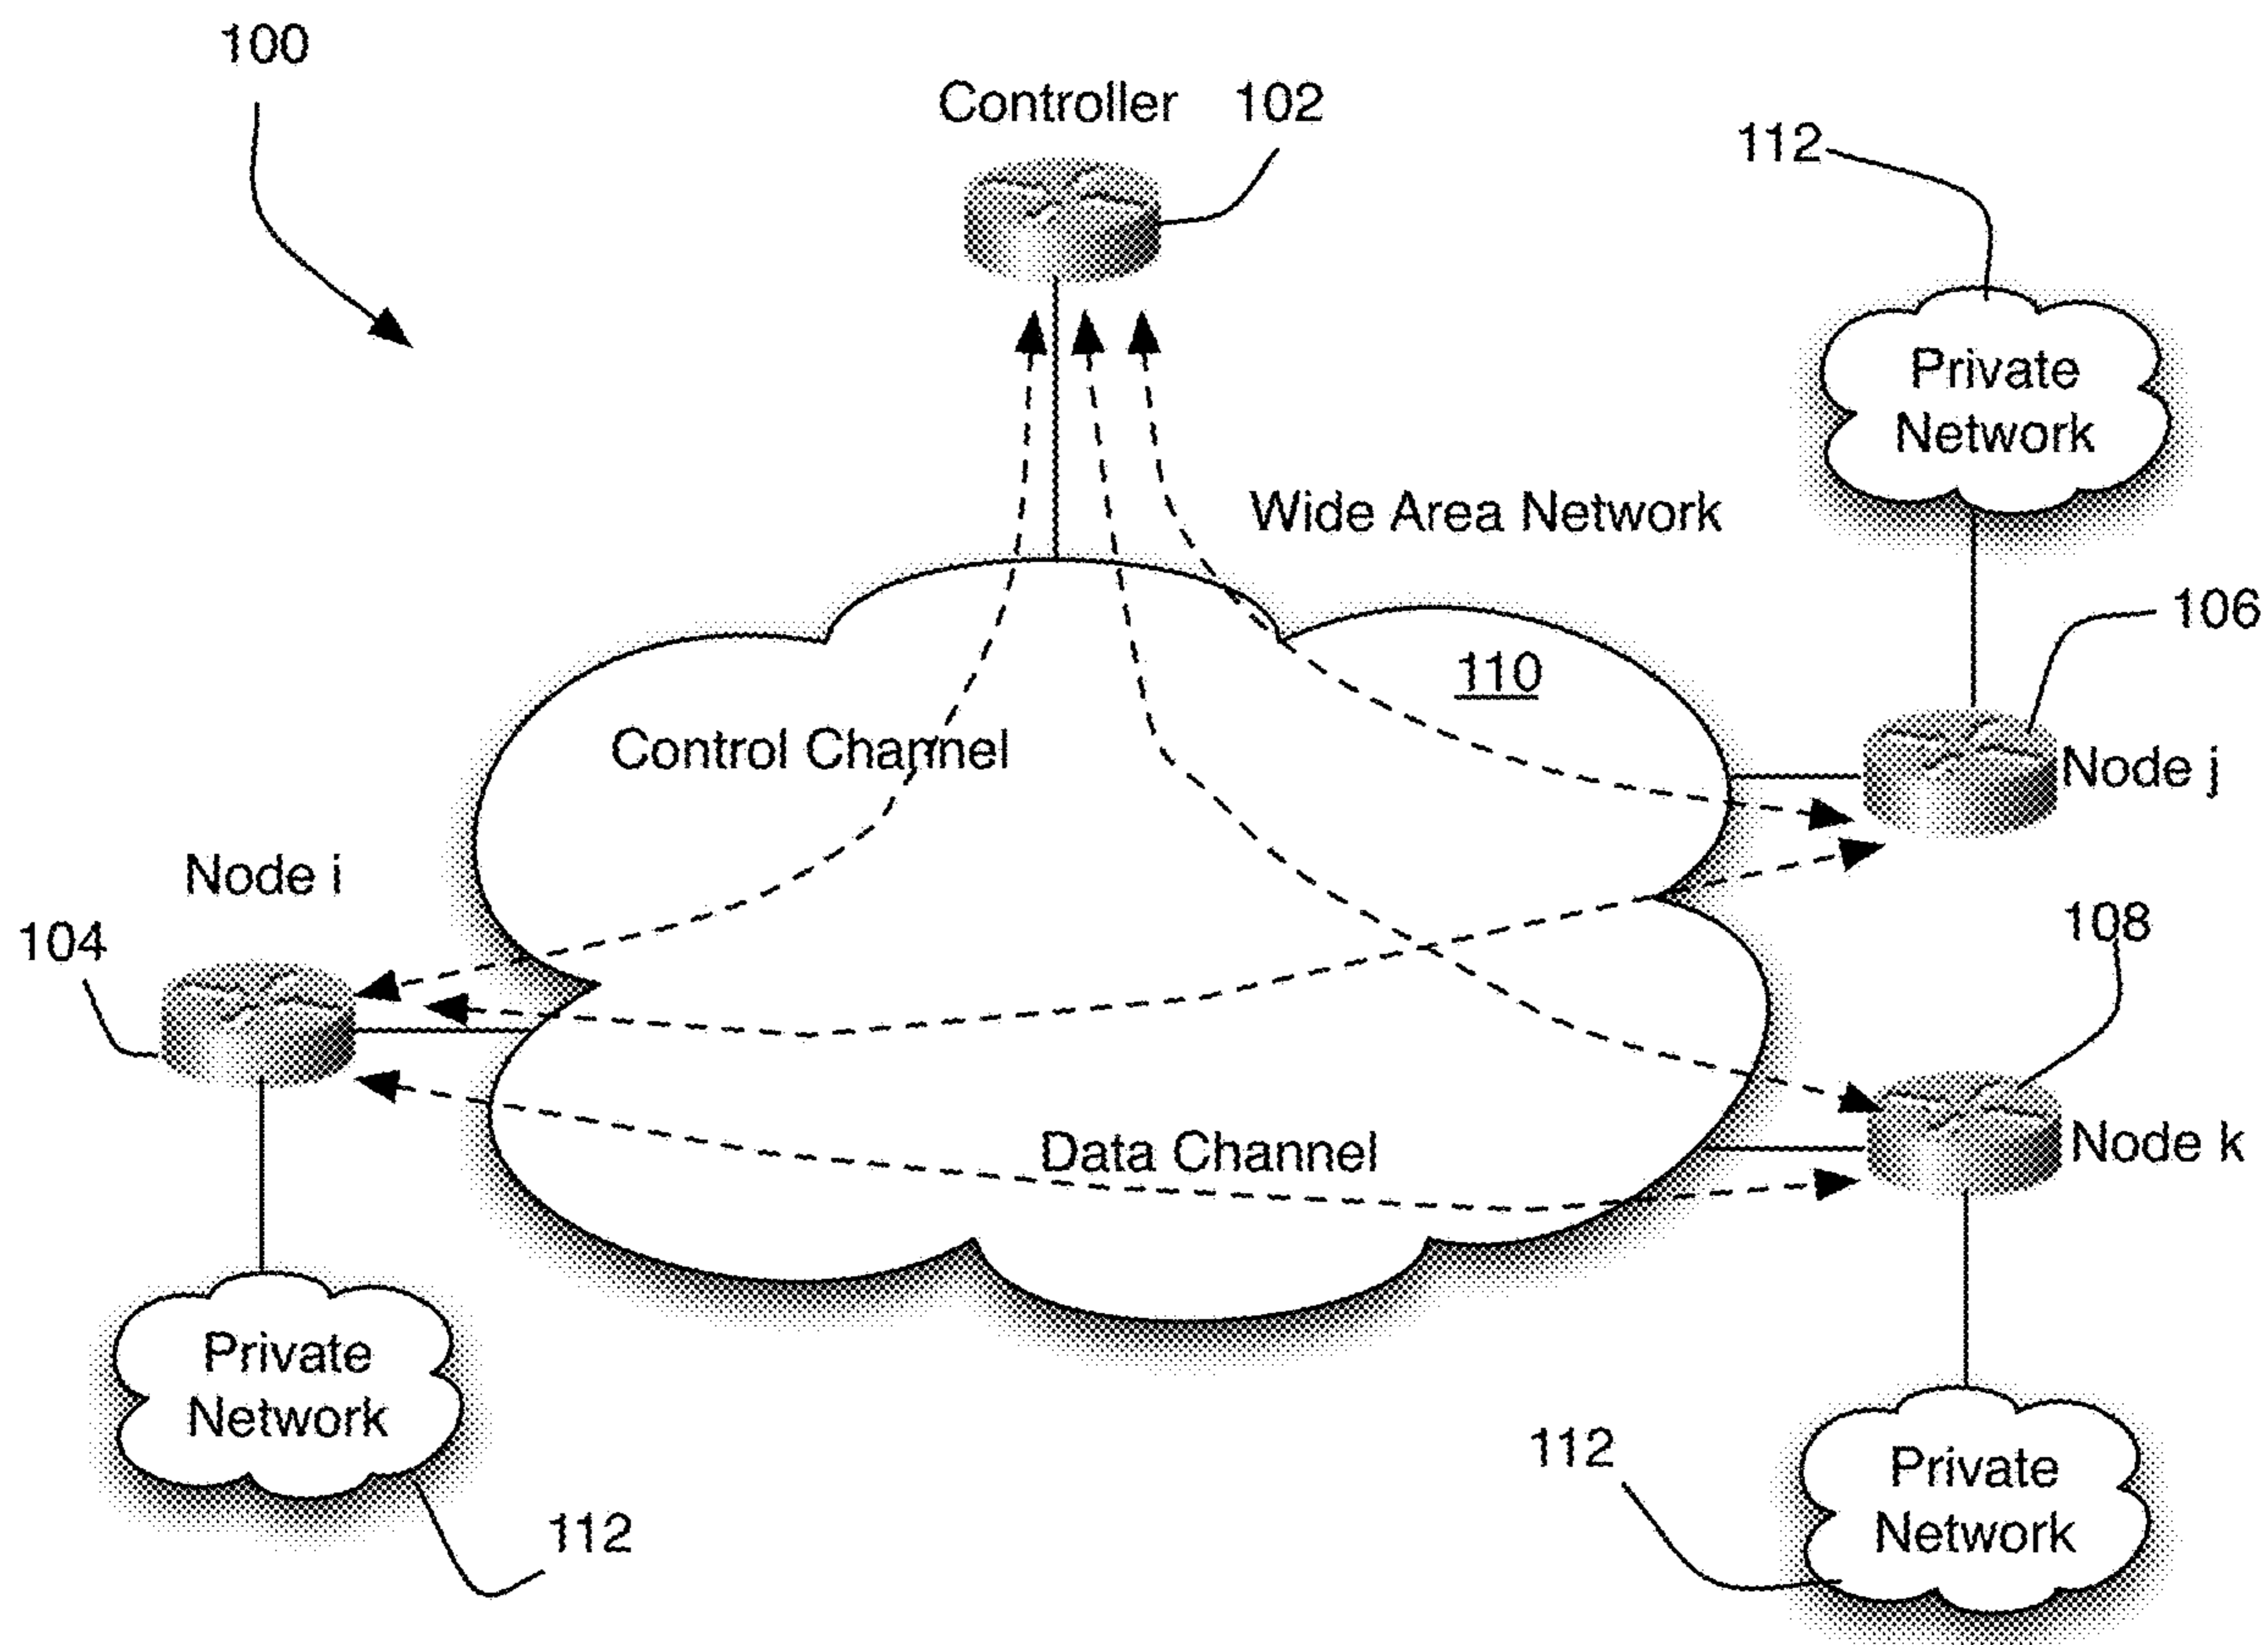 100
Controller
102
112
Private
Network
Wide Area Network
106
110
Control Channel
Node j
Node i
104
108
Data Channel
Node k
Private
Network
112
112
Private
Network